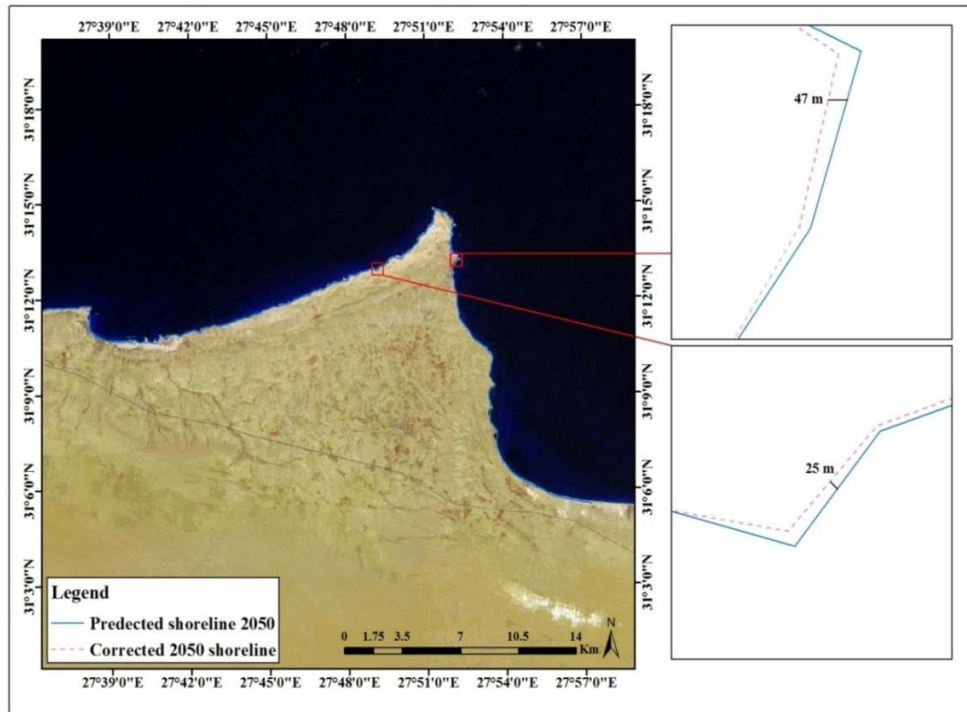 27°39'0"E 27°42'0"E 27°45'0"E 27°48'0"E 27°51'0"E 27°54'0"E 27°57'0"E
31°18'0"N
31°15'0"N
31°12'0"N
31°9'0"N
31°6'0"N
31°3'0"N
31°18'0"N
31°15'0"N
31°12'0"N
31°9'0"N
31°6'0"N
31°3'0"N
47 m
25 m
Legend
Predected shoreline 2050
Corrected 2050 shoreline
N
0 1.75 3.5 7 10.5 14
Km
27°39'0"E 27°42'0"E 27°45'0"E 27°48'0"E 27°51'0"E 27°54'0"E 27°57'0"E